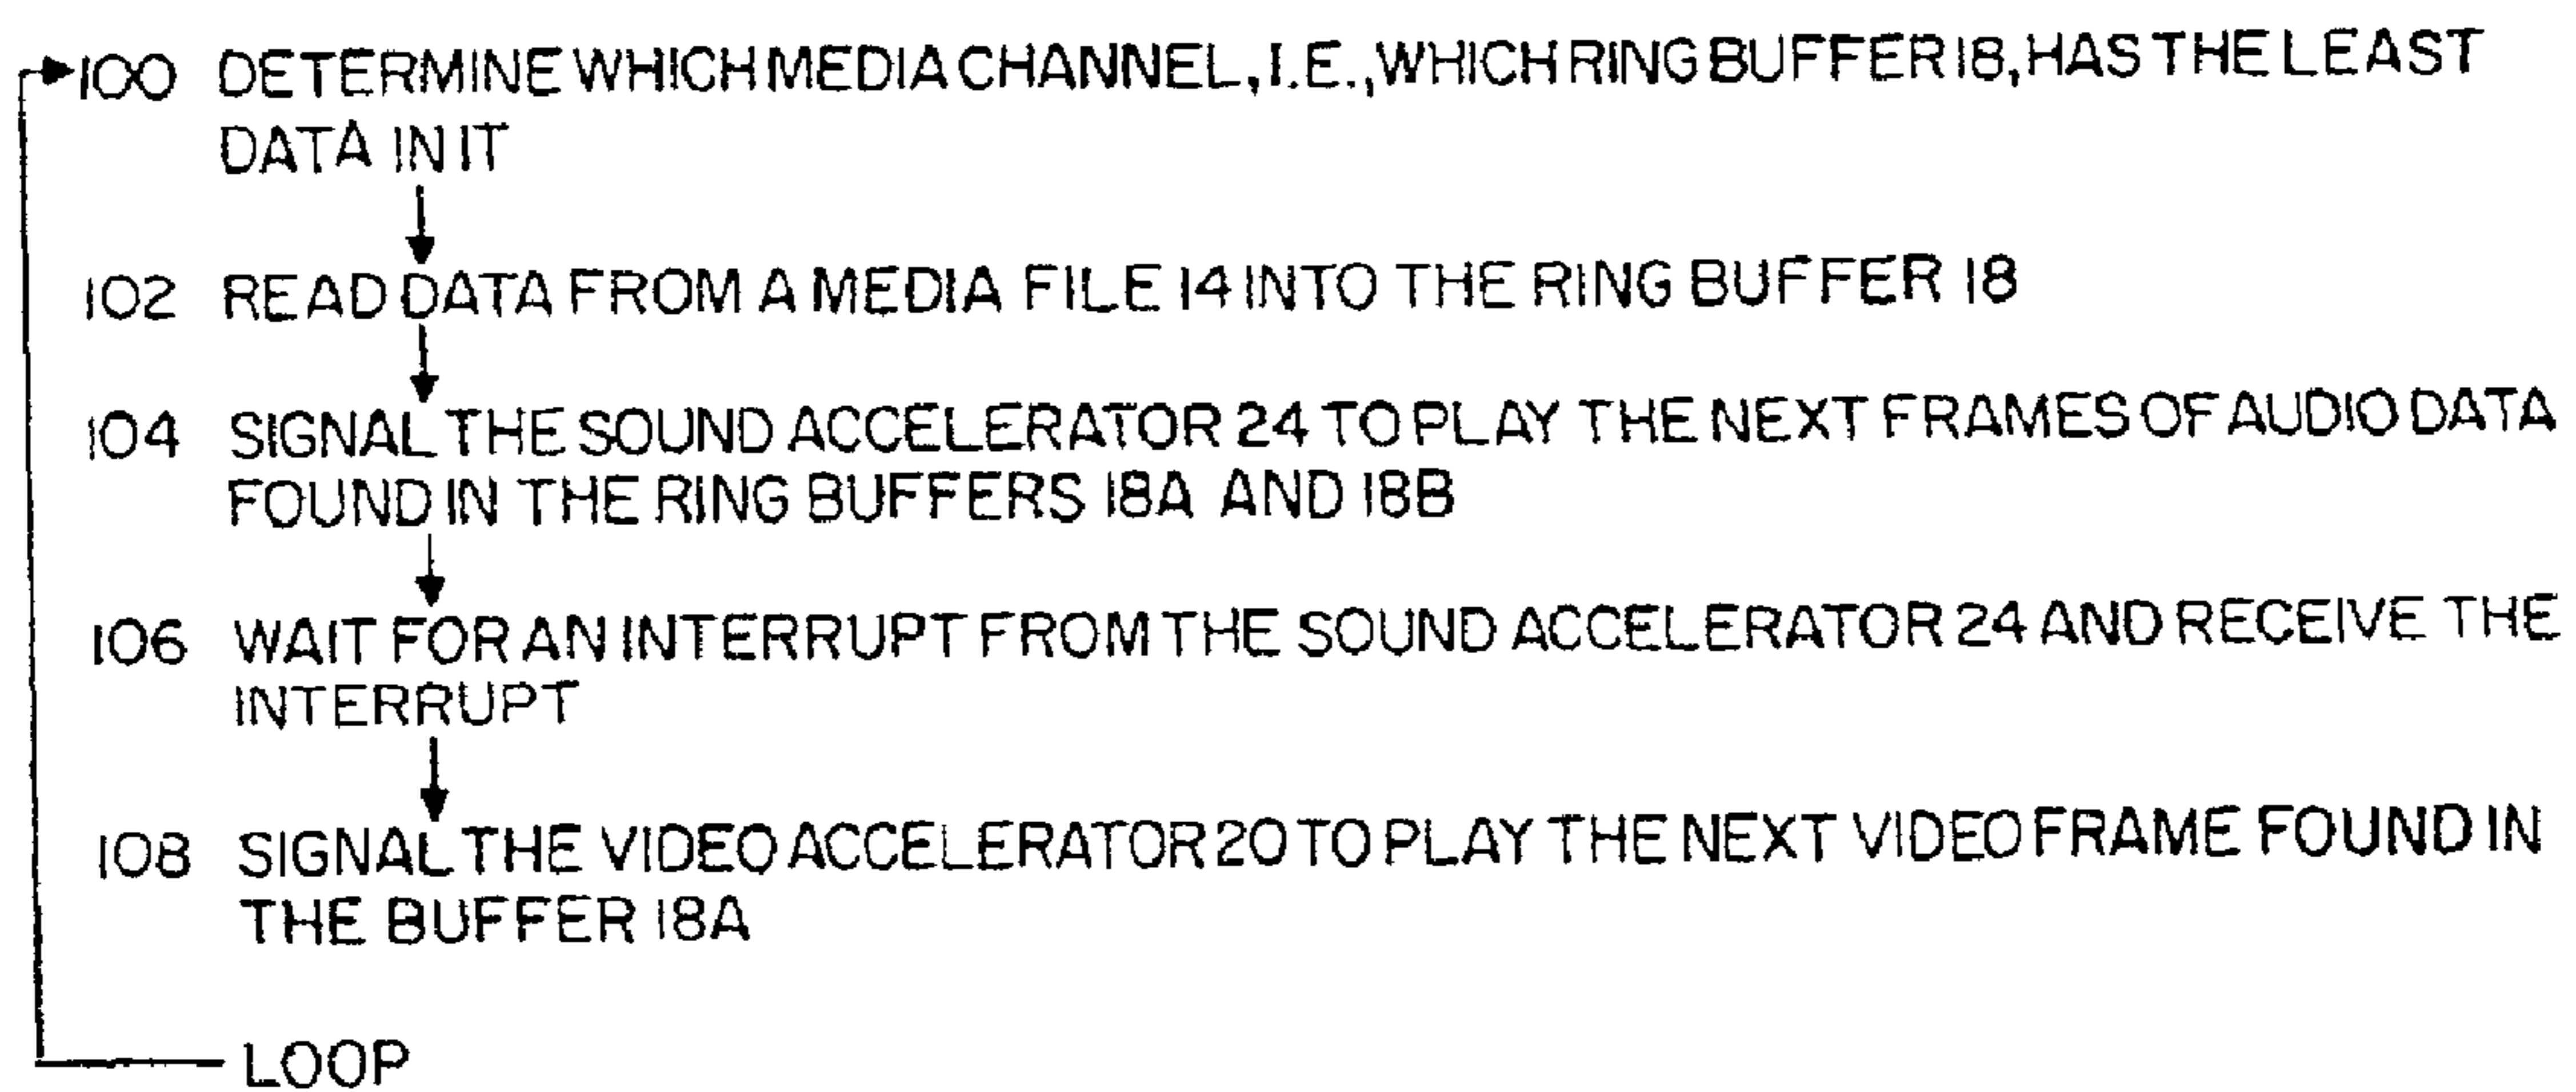 100 DETERMINE WHICH MEDIA CHANNEL, I.E., WHICH RING BUFFER 18, HAS THE LEAST
DATA IN IT
102 READ DATA FROM A MEDIA FILE 14 INTO THE RING BUFFER 18
104 SIGNAL THE SOUND ACCELERATOR 24 TO PLAY THE NEXT FRAMES OF AUDIO DATA
FOUND IN THE RING BUFFERS 18A AND 18B
106 WAIT FOR AN INTERRUPT FROM THE SOUND ACCELERATOR 24 AND RECEIVE THE
INTERRUPT
108 SIGNAL THE VIDEO ACCELERATOR 20 TO PLAY THE NEXT VIDEO FRAME FOUND IN
THE BUFFER 18A
LOOP